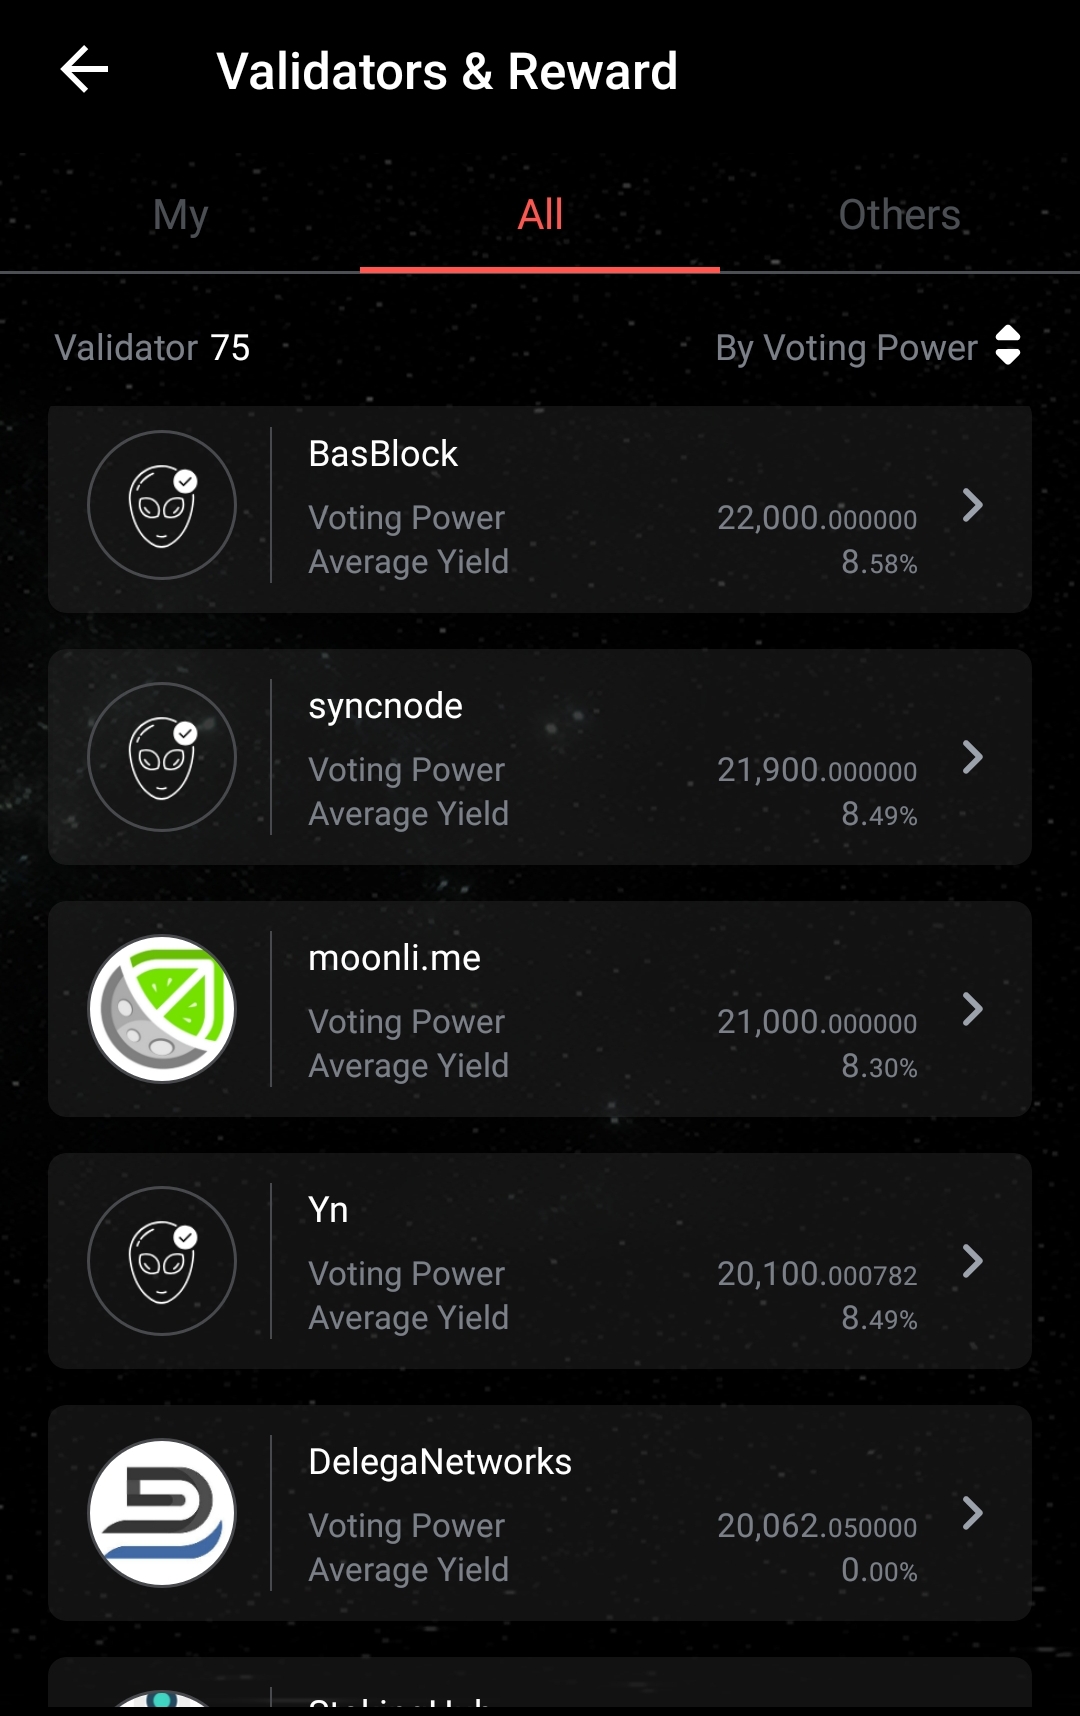 Validators & Reward
My All Others
Validator 75 By Voting Power
BasBlock
Voting Power 22,000.000000
Average Yield 8.58%
syncnode
Voting Power 21,900.000000
Average Yield 8.49%
moonli.me
Voting Power 21,000.000000
Average Yield 8.30%
Yn
Voting Power 20,100.000782
Average Yield 8.49%
DelegaNetworks
Voting Power 20,062.050000
Average Yield 0.00%